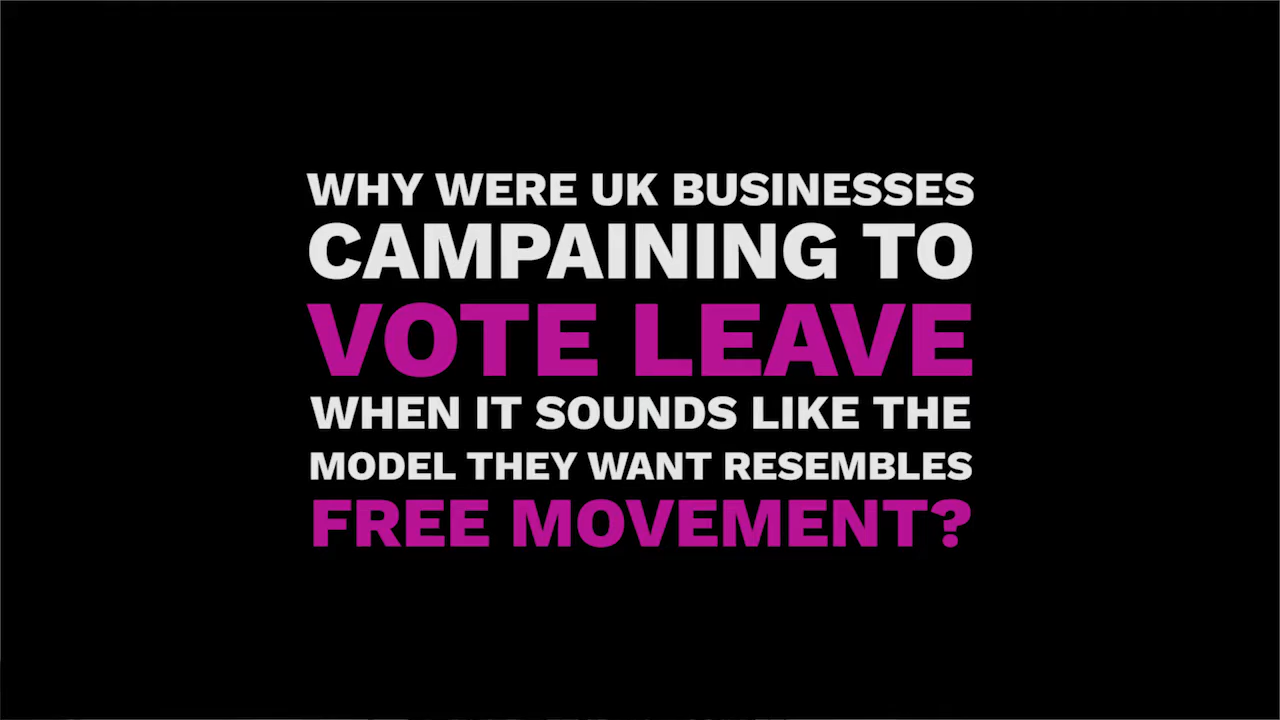 WHY WERE UK BUSINESSES
CAMPAINING TO
VOTE LEAVE
WHEN IT SOUNDS LIKE THE
MODEL THEY WANT RESEMBLES
FREE MOVEMENT?